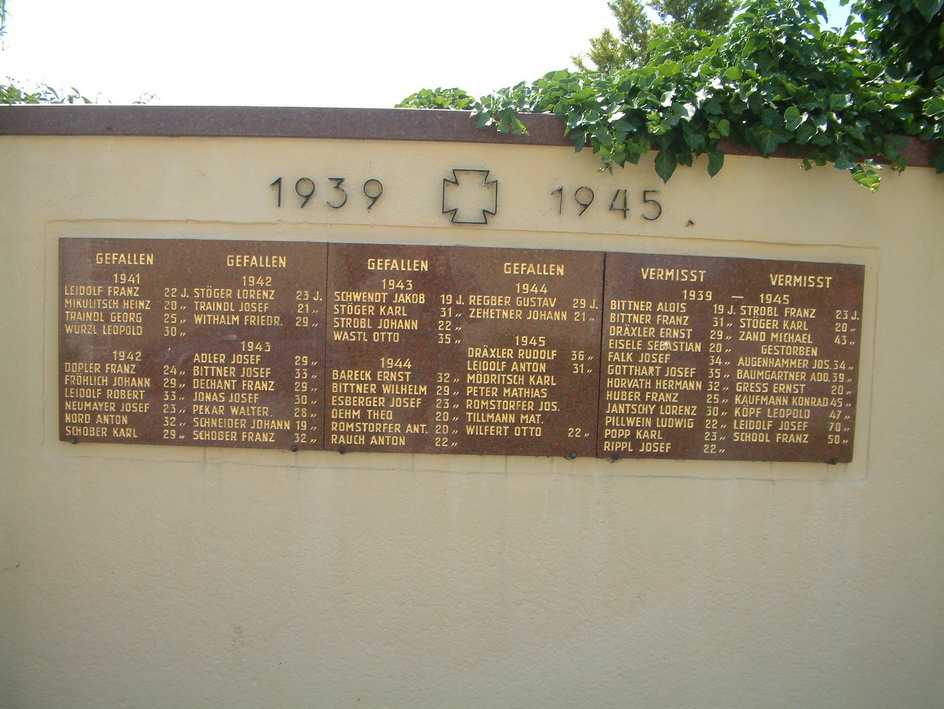 1939 1945
GEFALLEN
1941
LEIDOLF FRANZ 22 J.
MIKULITSCH HEINZ 20 „
TRAINDL GEORG 25 „
WÜRZL LEOPOLD 30 „
1942
DOPLER FRANZ 24 „
FRÖHLICH JOHANN 29 „
LEIDOLF ROBERT 33 „
NEUMAYER JOSEF 23 „
NORD ANTON 32 „
SCHOBER KARL 29 „
GEFALLEN
1942
STÖGER LORENZ 23 J.
TRAINDL JOSEF 21 „
WITHALM FRIEDR. 29 „
1943
ADLER JOSEF 29 „
BITTNER JOSEF 33 „
DECHANT FRANZ 29 „
JONAS JOSEF 30 „
PEKAR WALTER 28 „
SCHNEIDER JOHANN 19 „
SCHOBER FRANZ 32 „
GEFALLEN
1943
SCHWENDT JAKOB 19 J.
STÖGER KARL 31 „
STROBL JOHANN 22 „
WASTL OTTO 35 „
1944
BARECK ERNST 32 „
BITTNER WILHELM 29 „
ESBERGER JOSEF 23 „
OEHM THEO 20 „
ROMSTORFER ANT. 20 „
RAUCH ANTON 22 „
GEFALLEN
1944
REGBER GUSTAV 29 J.
ZEHETNER JOHANN 21 „
1945
DRÄXLER RUDOLF 36 „
LEIDOLF ANTON 31 „
MÖDRITSCH KARL
PETER MATHIAS
ROMSTORFER JOS.
TILLMANN MAT.
WILFERT OTTO 22 „
VERMISST VERMISST
1939 — 1945
BITTNER ALOIS 19 J.
BITTNER FRANZ 31 „
DRÄXLER ERNST 29 „
EISELE SEBASTIAN 20 „
FALK JOSEF 34 „
GOTTHART JOSEF 35 „
HORVATH HERMANN 32 „
HUBER FRANZ 25 „
JANTSCHY LORENZ 30 „
PILLWEIN LUDWIG 22 „
POPP KARL 23 „
RIPPL JOSEF 22 „
STROBL FRANZ 23 J.
STÖGER KARL 20 „
ZAND MICHAEL 43 „
GESTORBEN
AUGENHAMMER JOS. 34 „
BAUMGARTNER ADO. 39 „
GRESS ERNST 20 „
KAUFMANN KONRAD 45 „
KÖPF LEOPOLD 47 „
LEIDOLF JOSEF 70 „
SCHODL FRANZ 50 „